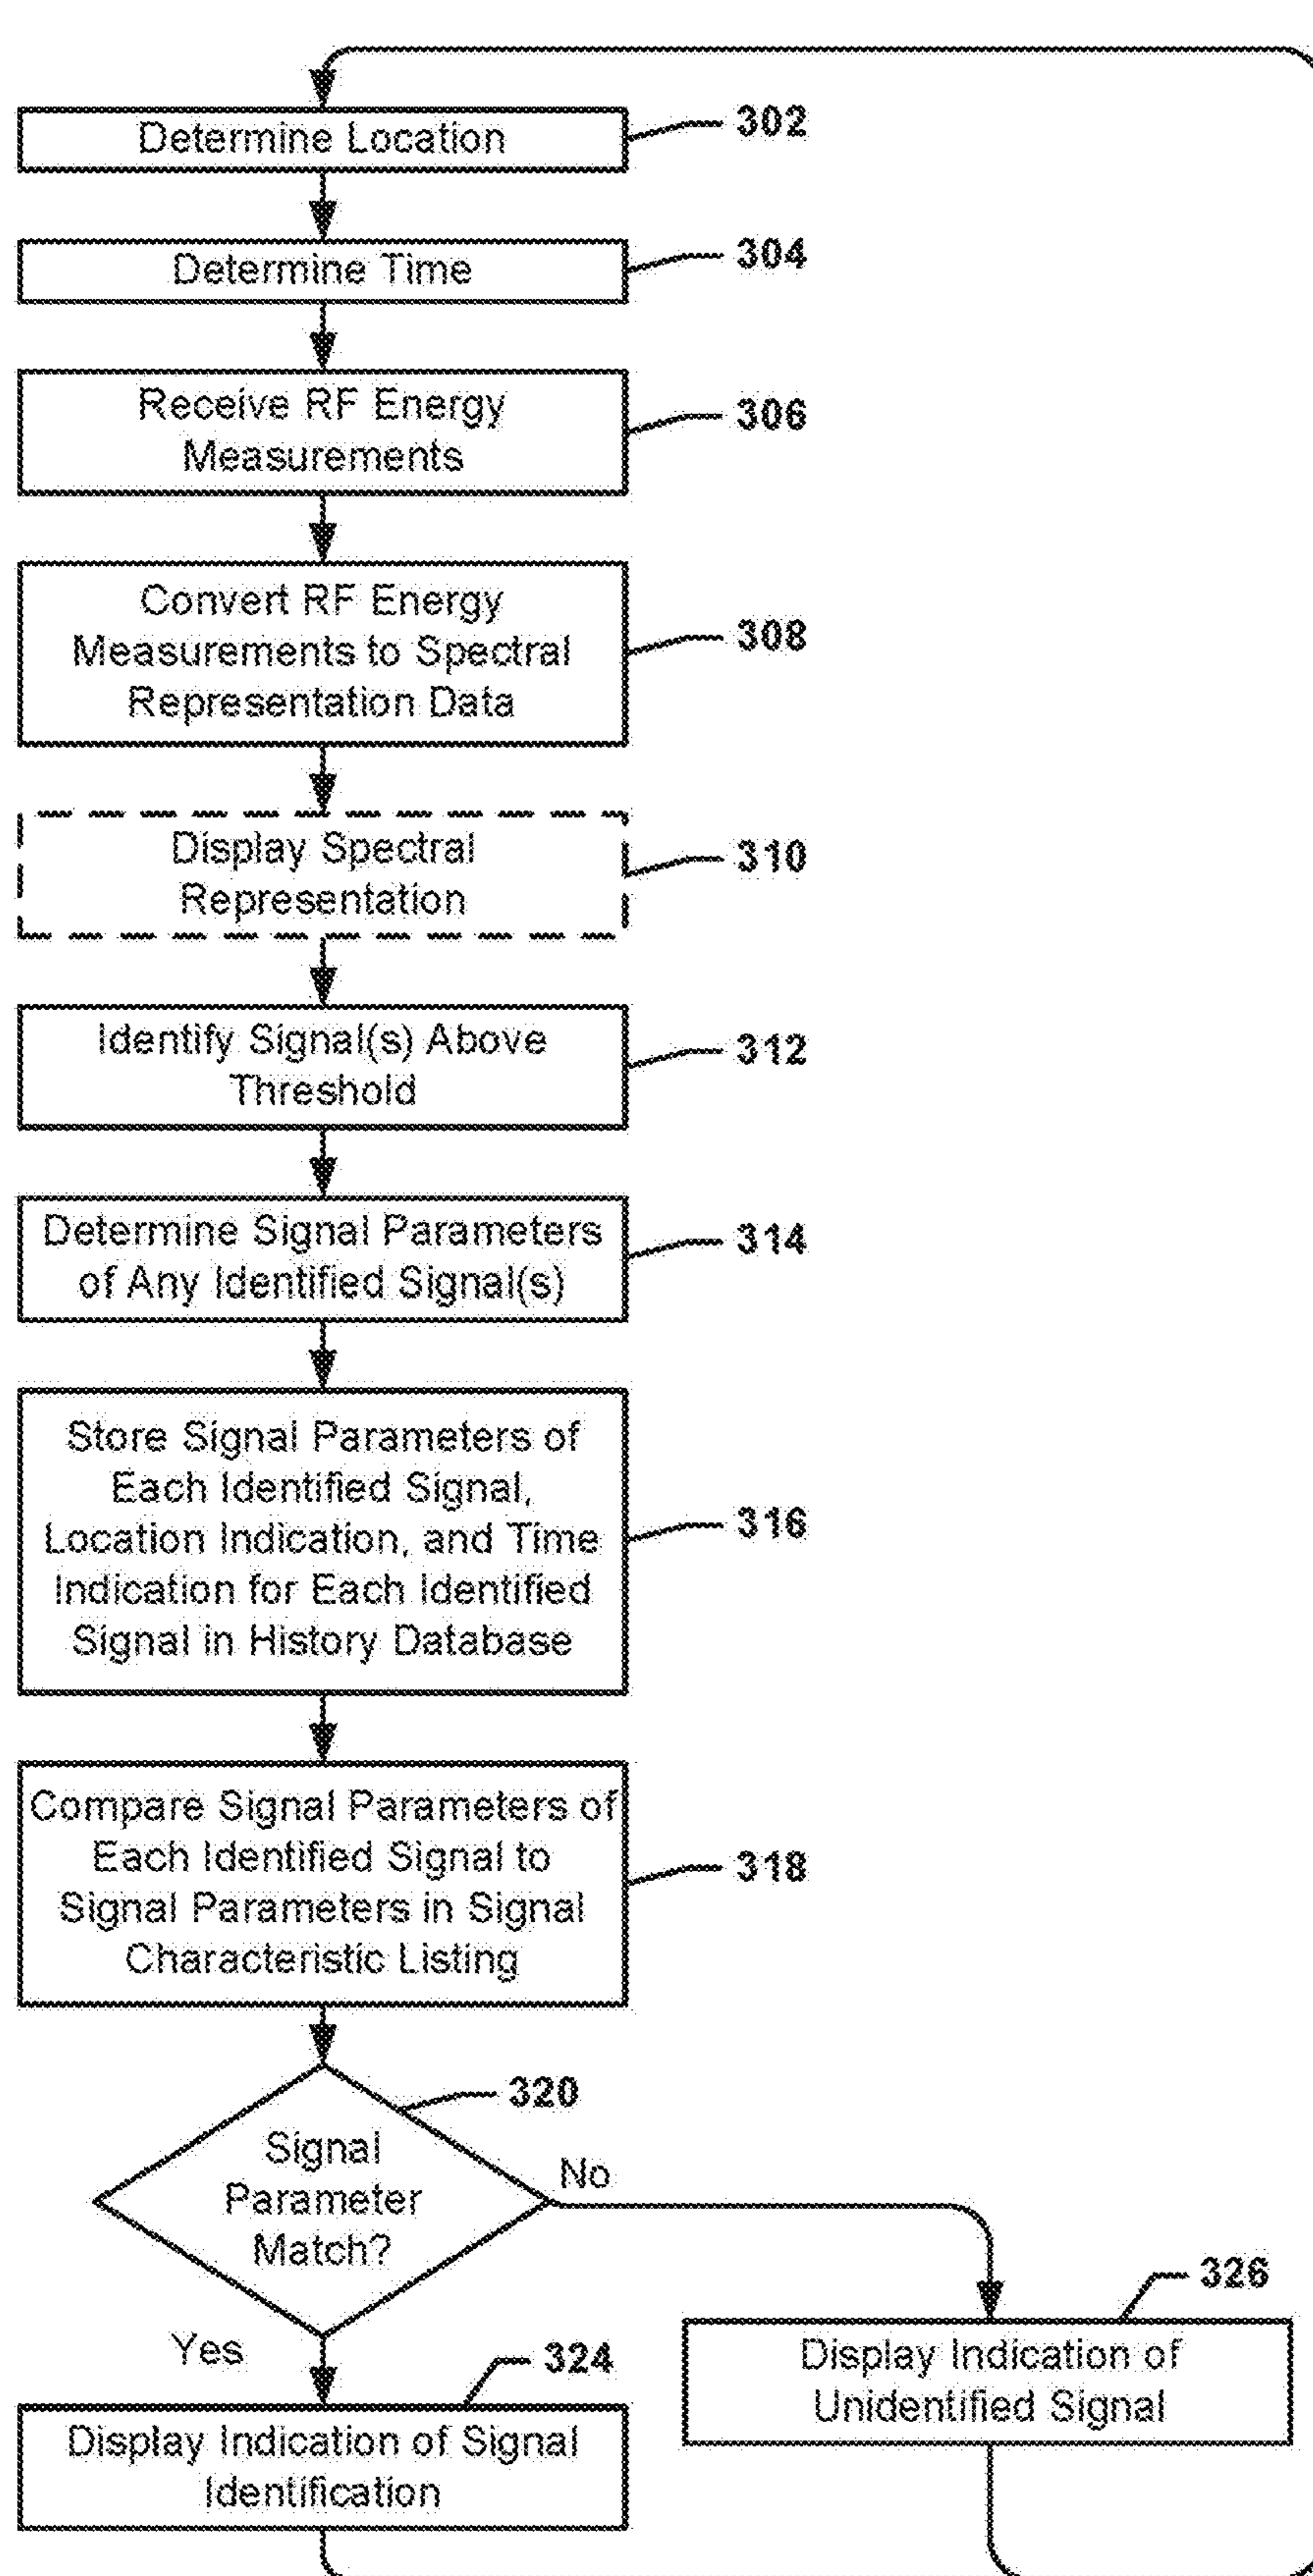 Determine Location
302
Determine Time
304
Receive RF Energy
Measurements
306
Convert RF Energy
Measurements to Spectral
Representation Data
308
Display Spectral
Representation
310
Identify Signal(s) Above
Threshold
312
Determine Signal Parameters
of Any Identified Signal(s)
314
Store Signal Parameters of
Each Identified Signal,
Location Indication, and Time
Indication for Each Identified
Signal in History Database
316
Compare Signal Parameters of
Each Identified Signal to
Signal Parameters in Signal
Characteristic Listing
318
320
Signal
Parameter
Match?
No
Yes
326
Display Indication of
Unidentified Signal
324
Display Indication of Signal
Identification